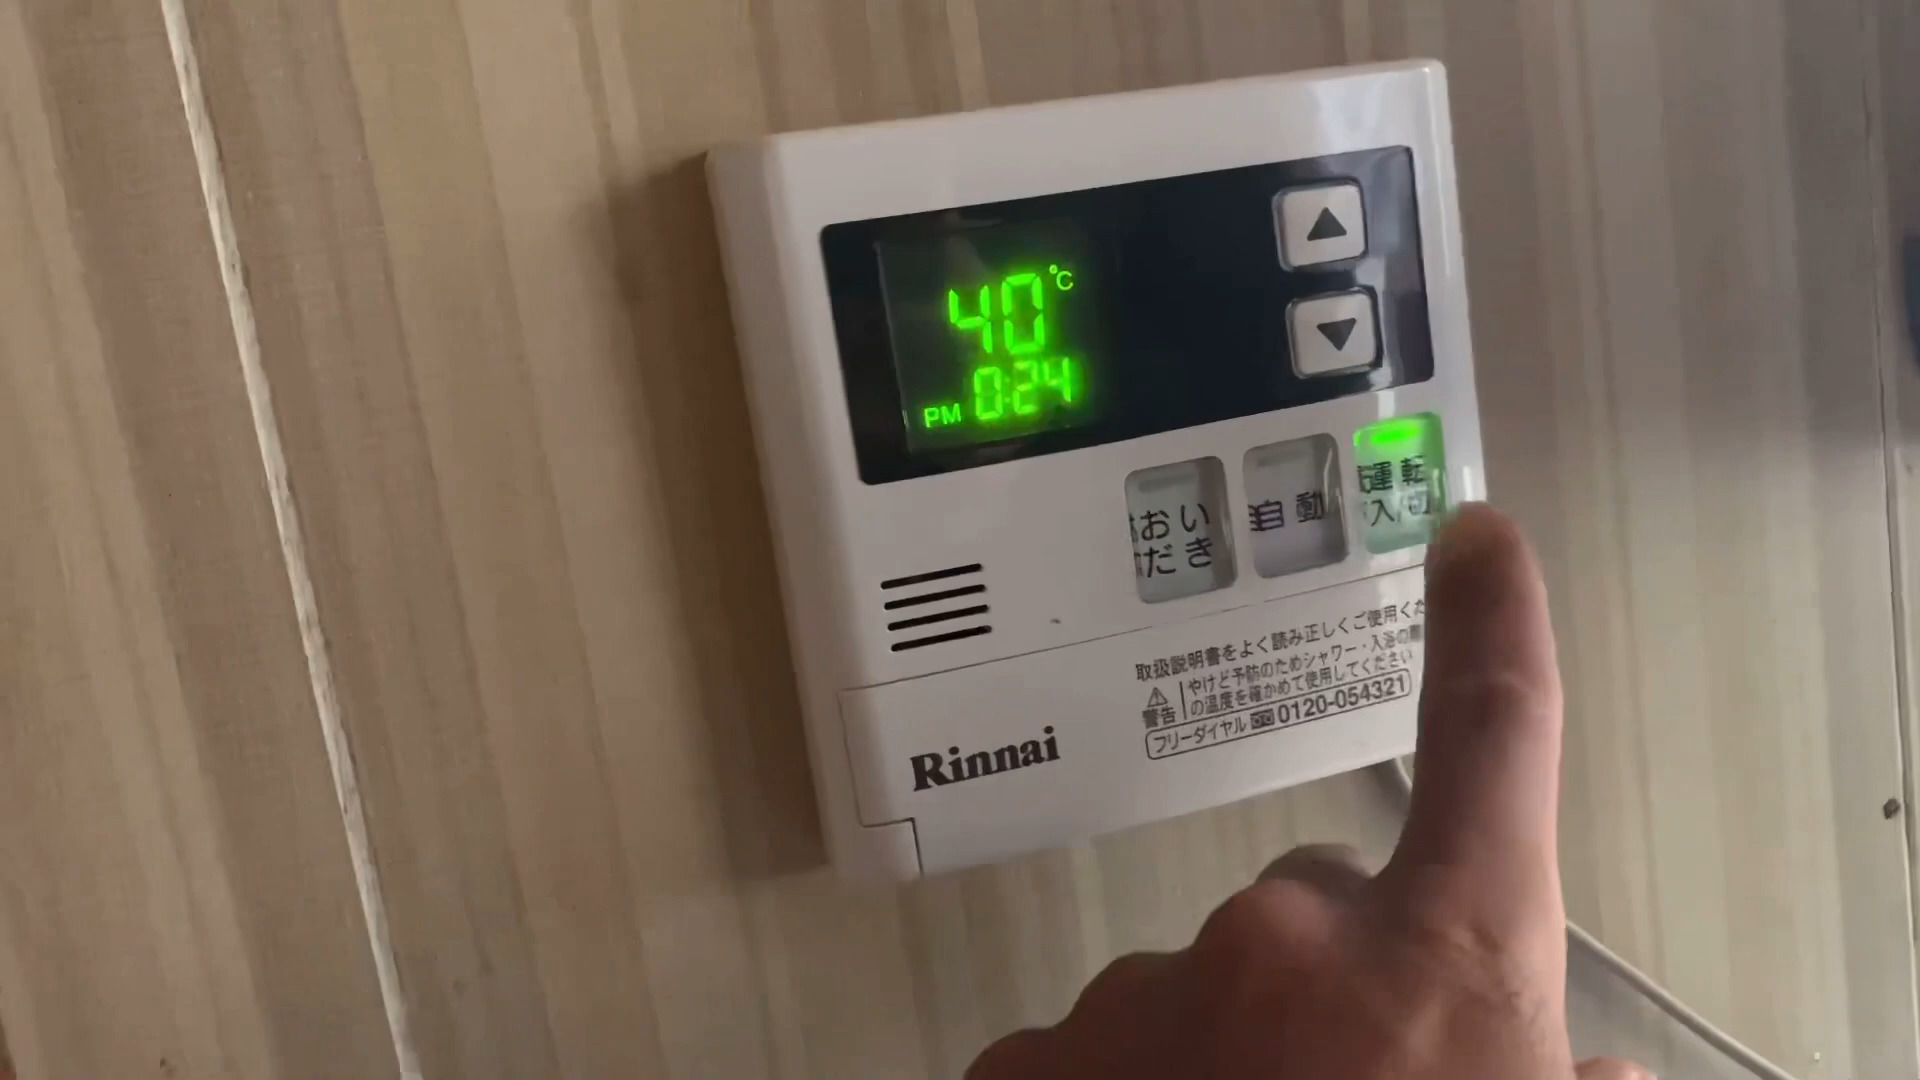 40℃
PM 0:24
おい
だき
自動
運転
入/切
取扱説明書をよく読み正しくご使用くだ
警告
やけど予防のためシャワー・入浴の際
の温度を確かめて使用してください
フリーダイヤル 0120-054321
Rinnai